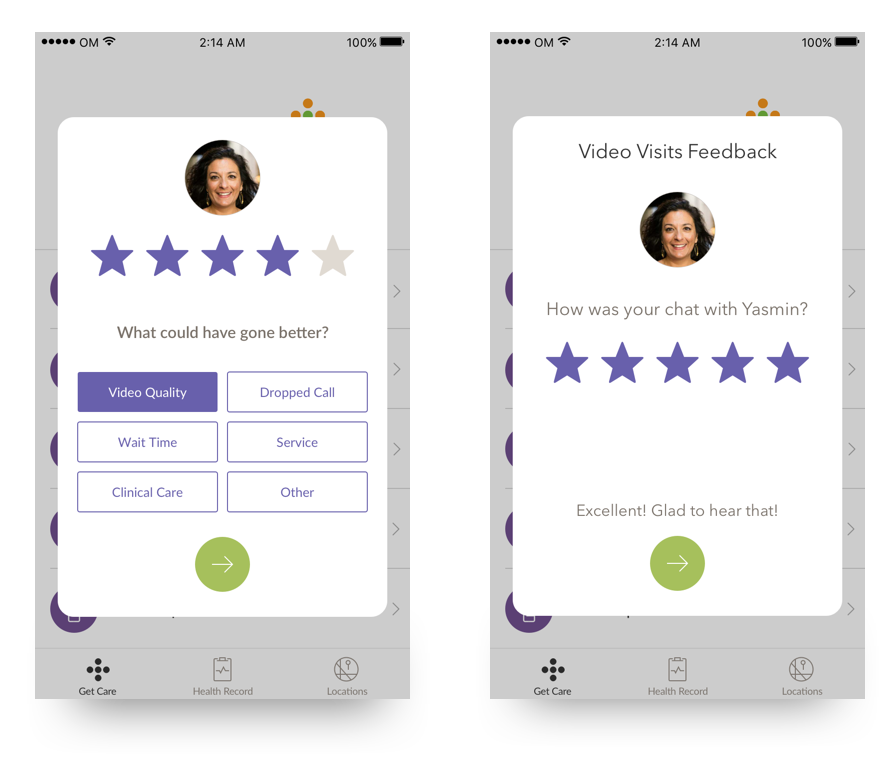 OM 2:14 AM 100%
What could have gone better?
Video Quality Dropped Call
Wait Time Service
Clinical Care Other
Get Care Health Record Locations
OM 2:14 AM 100%
Video Visits Feedback
How was your chat with Yasmin?
Excellent! Glad to hear that!
Get Care Health Record Locations